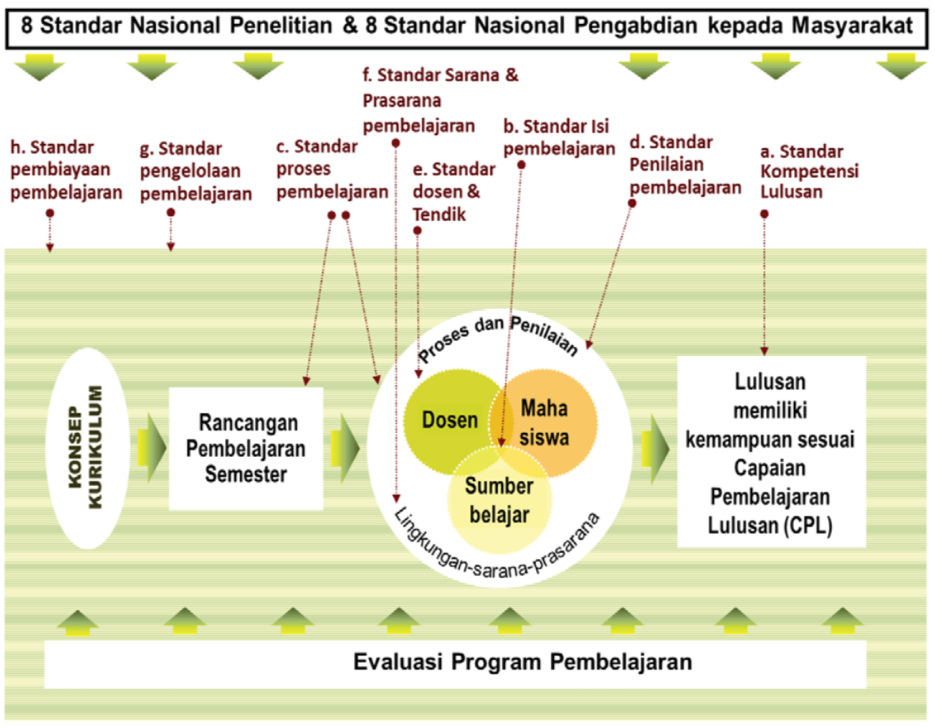 8 Standar Nasional Penelitian & 8 Standar Nasional Pengabdian kepada Masyarakat
h. Standar
pembiayaan
pembelajaran
g. Standar
pengelolaan
pembelajaran
c. Standar
proses
pembelajaran
f. Standar Sarana &
Prasarana
pembelajaran
e. Standar
dosen &
Tendik
b. Standar Isi
pembelajaran
d. Standar
Penilaian
pembelajaran
a. Standar
Kompetensi
Lulusan
KONSEP
KURIKULUM
Rancangan
Pembelajaran
Semester
Proses dan Penilaian
Dosen
Maha
siswa
Sumber
belajar
Lingkungan-sarana-prasarana
Lulusan
memiliki
kemampuan sesuai
Capaian
Pembelajaran
Lulusan (CPL)
Evaluasi Program Pembelajaran